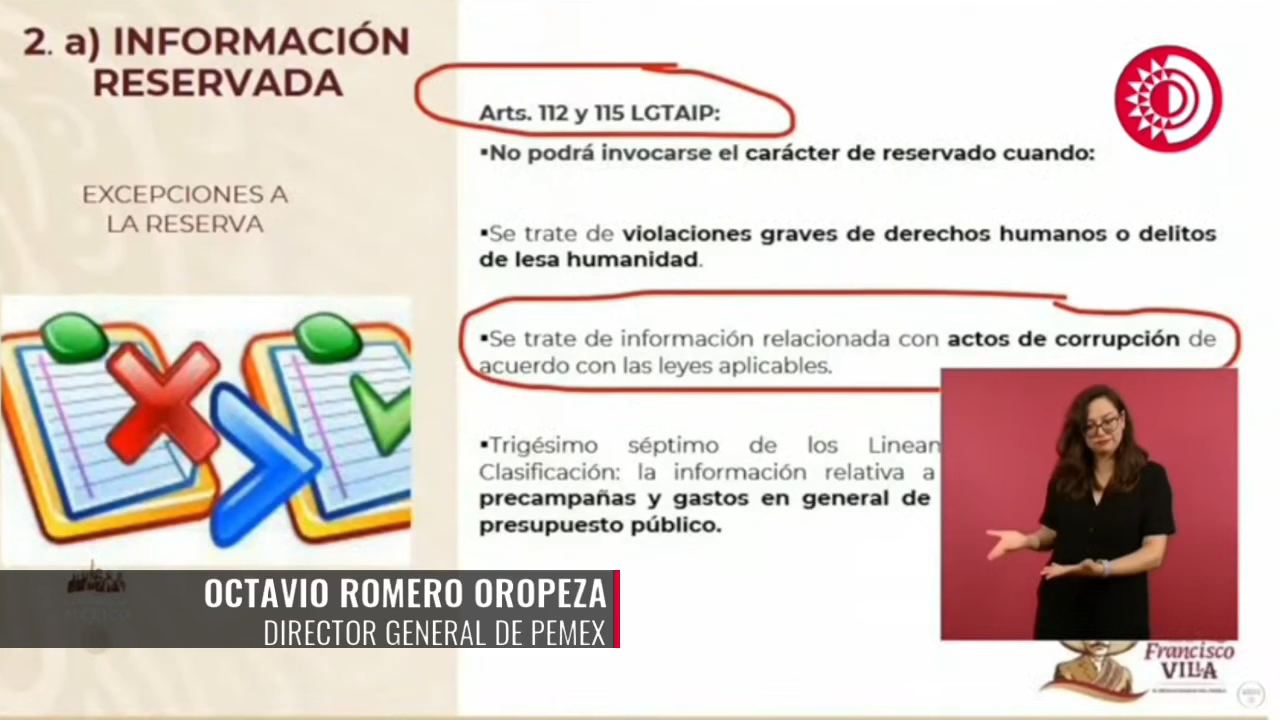 2. a) INFORMACIÓN
RESERVADA
EXCEPCIONES A
LA RESERVA
Arts. 112 y 115 LGTAIP:
▪No podrá invocarse el carácter de reservado cuando:
▪Se trate de violaciones graves de derechos humanos o delitos
de lesa humanidad.
▪Se trate de información relacionada con actos de corrupción de
acuerdo con las leyes aplicables.
▪Trigésimo séptimo de los Linean
Clasificación: la información relativa a
precampañas y gastos en general de
presupuesto público.
OCTAVIO ROMERO OROPEZA
DIRECTOR GENERAL DE PEMEX
Francisco
VILLA